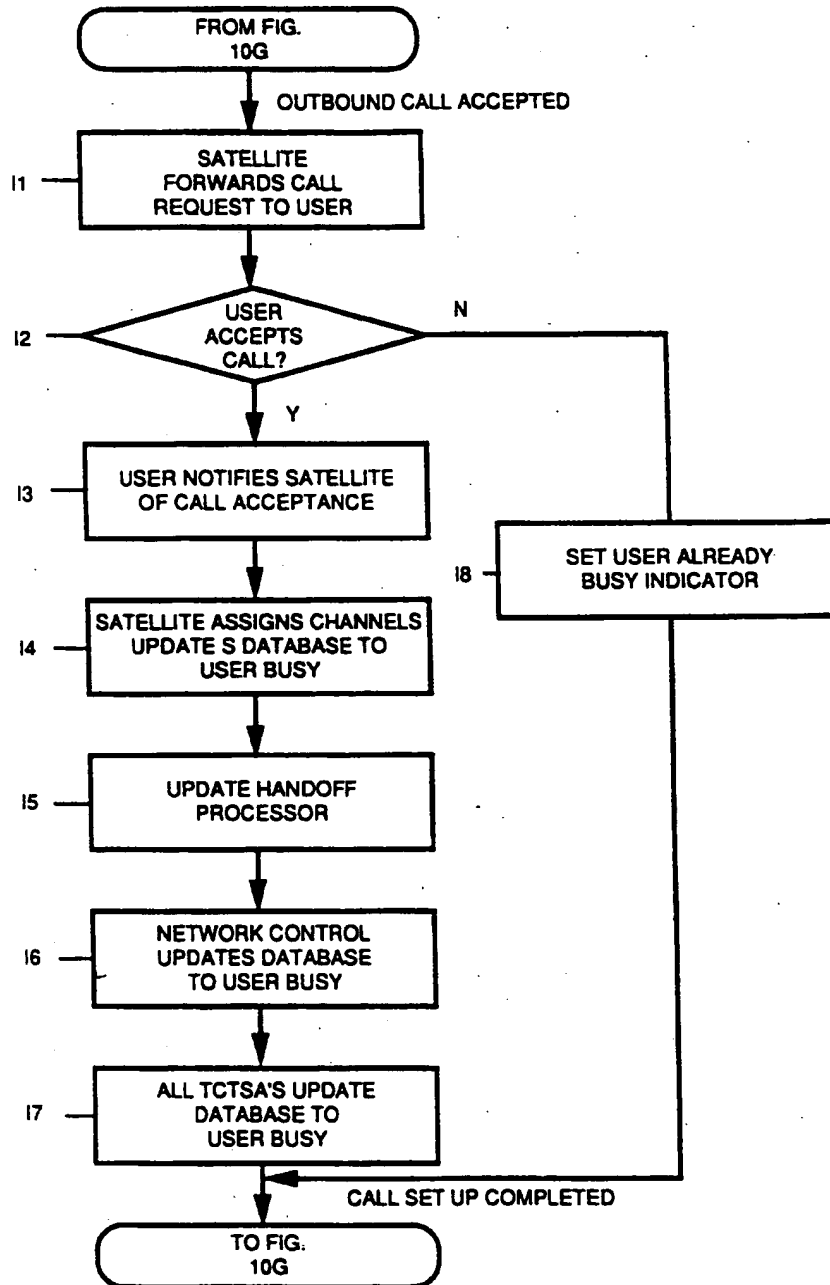 FROM FIG.
10G
OUTBOUND CALL ACCEPTED
I1
SATELLITE
FORWARDS CALL
REQUEST TO USER
I2
USER
ACCEPTS
CALL?
N
Y
I3
USER NOTIFIES SATELLITE
OF CALL ACCEPTANCE
I8
SET USER ALREADY
BUSY INDICATOR
I4
SATELLITE ASSIGNS CHANNELS
UPDATE S DATABASE TO
USER BUSY
I5
UPDATE HANDOFF
PROCESSOR
I6
NETWORK CONTROL
UPDATES DATABASE
TO USER BUSY
I7
ALL TCTSA'S UPDATE
DATABASE TO
USER BUSY
CALL SET UP COMPLETED
TO FIG.
10G